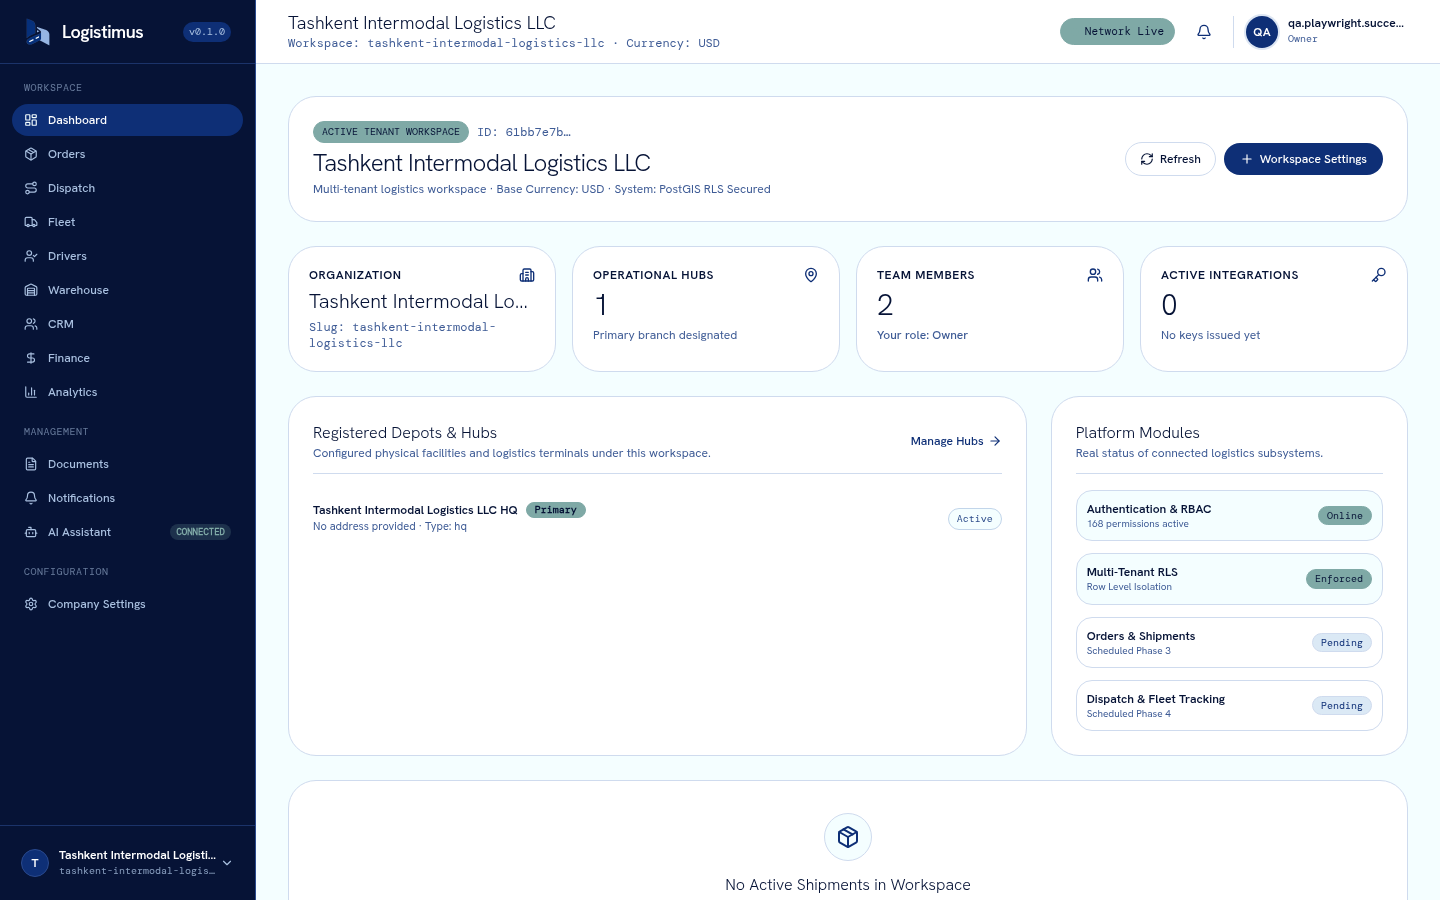 Logistimus
v0.1.0
WORKSPACE
Dashboard
Orders
Dispatch
Fleet
Drivers
Warehouse
CRM
Finance
Analytics
MANAGEMENT
Documents
Notifications
AI Assistant
CONNECTED
CONFIGURATION
Company Settings
T
Tashkent Intermodal Logisti...
tashkent-intermodal-logis…
Tashkent Intermodal Logistics LLC
Workspace: tashkent-intermodal-logistics-llc · Currency: USD
Network Live
QA
qa.playwright.succe...
Owner
ACTIVE TENANT WORKSPACE
ID: 61bb7e7b…
Tashkent Intermodal Logistics LLC
Multi-tenant logistics workspace · Base Currency: USD · System: PostGIS RLS Secured
Refresh
Workspace Settings
ORGANIZATION
Tashkent Intermodal Lo...
Slug: tashkent-intermodal-
logistics-llc
OPERATIONAL HUBS
1
Primary branch designated
TEAM MEMBERS
2
Your role: Owner
ACTIVE INTEGRATIONS
0
No keys issued yet
Registered Depots & Hubs
Configured physical facilities and logistics terminals under this workspace.
Manage Hubs
Tashkent Intermodal Logistics LLC HQ
Primary
No address provided · Type: hq
Active
Platform Modules
Real status of connected logistics subsystems.
Authentication & RBAC
168 permissions active
Online
Multi-Tenant RLS
Row Level Isolation
Enforced
Orders & Shipments
Scheduled Phase 3
Pending
Dispatch & Fleet Tracking
Scheduled Phase 4
Pending
No Active Shipments in Workspace